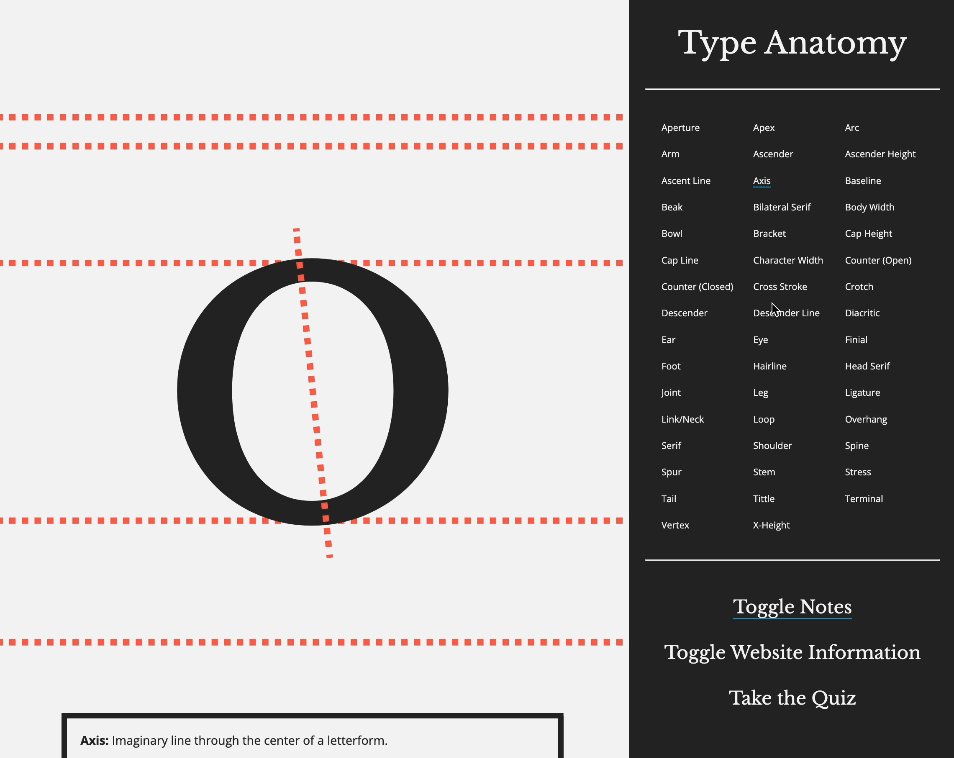 Type Anatomy
Aperture Apex Arc
Arm Ascender Ascender Height
Ascent Line Axis Baseline
Beak Bilateral Serif Body Width
Bowl Bracket Cap Height
Cap Line Character Width Counter (Open)
Counter (Closed) Cross Stroke Crotch
Descender Descender Line Diacritic
Ear Eye Finial
Foot Hairline Head Serif
Joint Leg Ligature
Link/Neck Loop Overhang
Serif Shoulder Spine
Spur Stem Stress
Tail Tittle Terminal
Vertex X-Height
Toggle Notes
Toggle Website Information
Take the Quiz
o
Axis: Imaginary line through the center of a letterform.